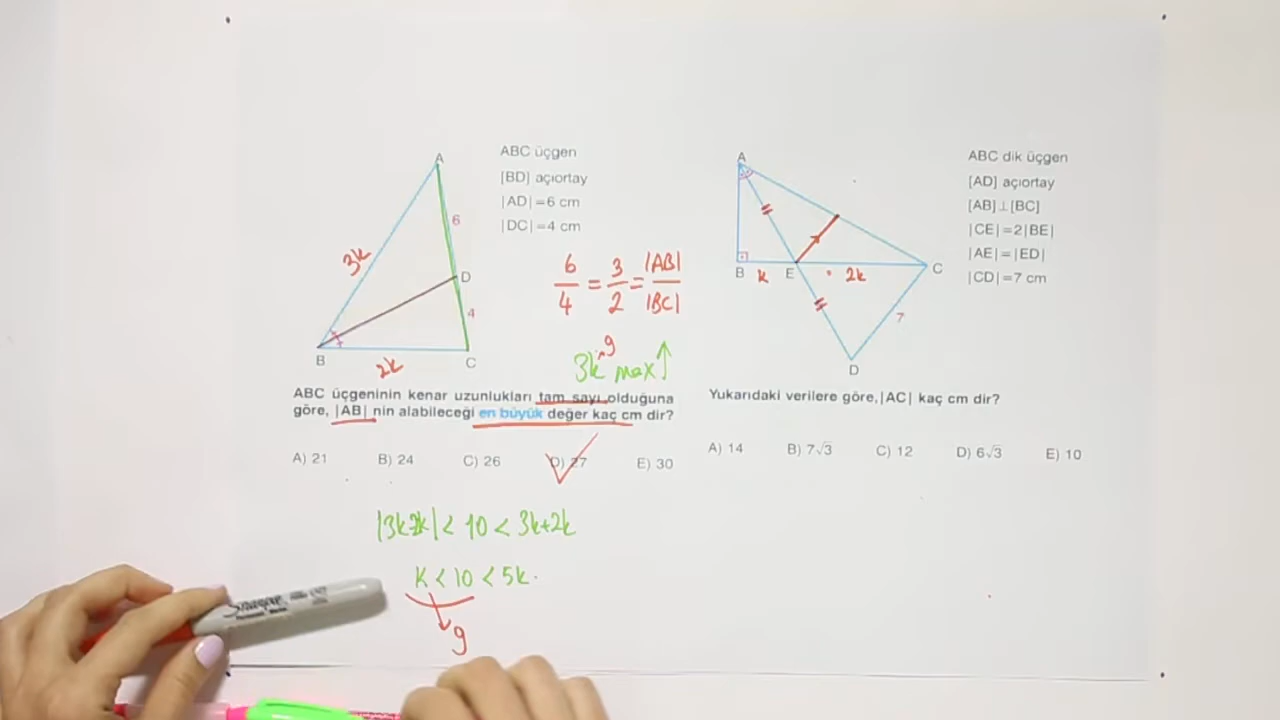 A
6
3k
D
4
B
2k
C
ABC üçgen
[BD] açıortay
|AD|=6 cm
|DC|=4 cm
6/4 = 3/2 = |AB|/|BC|
9
3k max ↑
ABC üçgeninin kenar uzunlukları tam sayı olduğuna
göre, |AB| nin alabileceği en büyük değer kaç cm dir?
A) 21 B) 24 C) 26 D) 27 E) 30
|3k-2k| < 10 < 3k+2k
k < 10 < 5k
9
A
B k E 2k C
7
D
ABC dik üçgen
[AD] açıortay
[AB]⊥[BC]
|CE|=2|BE|
|AE|=|ED|
|CD|=7 cm
Yukarıdaki verilere göre,|AC| kaç cm dir?
A) 14 B) 7√3 C) 12 D) 6√3 E) 10